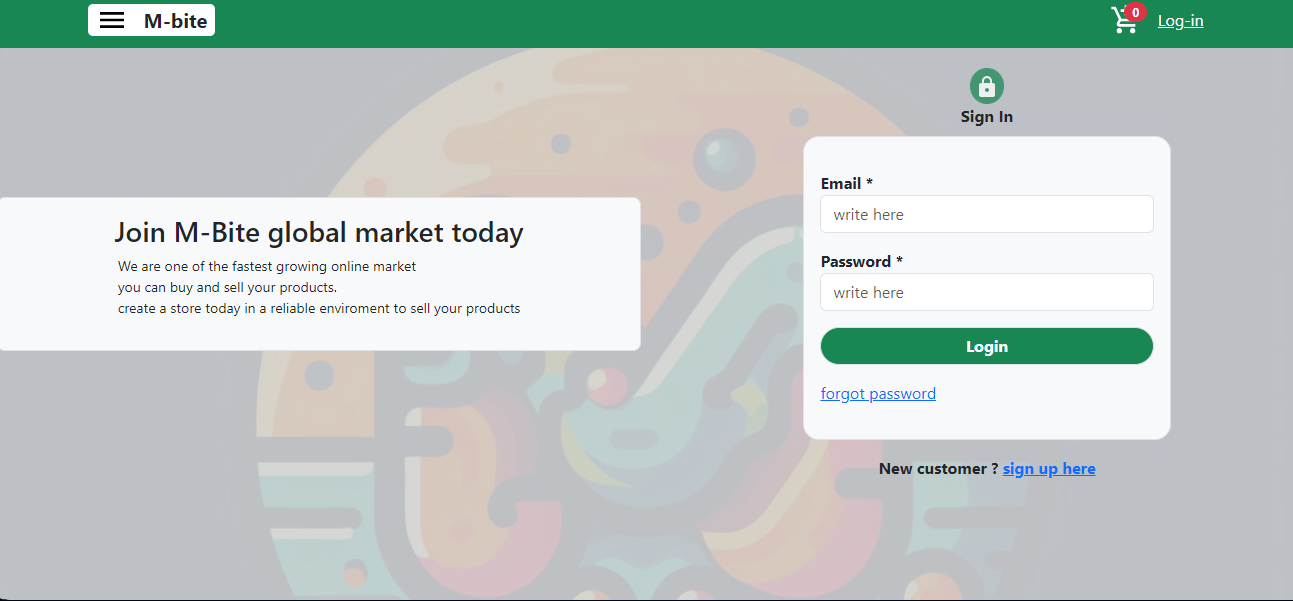 M-bite
0
Log-in
Join M-Bite global market today
We are one of the fastest growing online market
you can buy and sell your products.
create a store today in a reliable enviroment to sell your products
Sign In
Email *
write here
Password *
write here
Login
forgot password
New customer ? sign up here